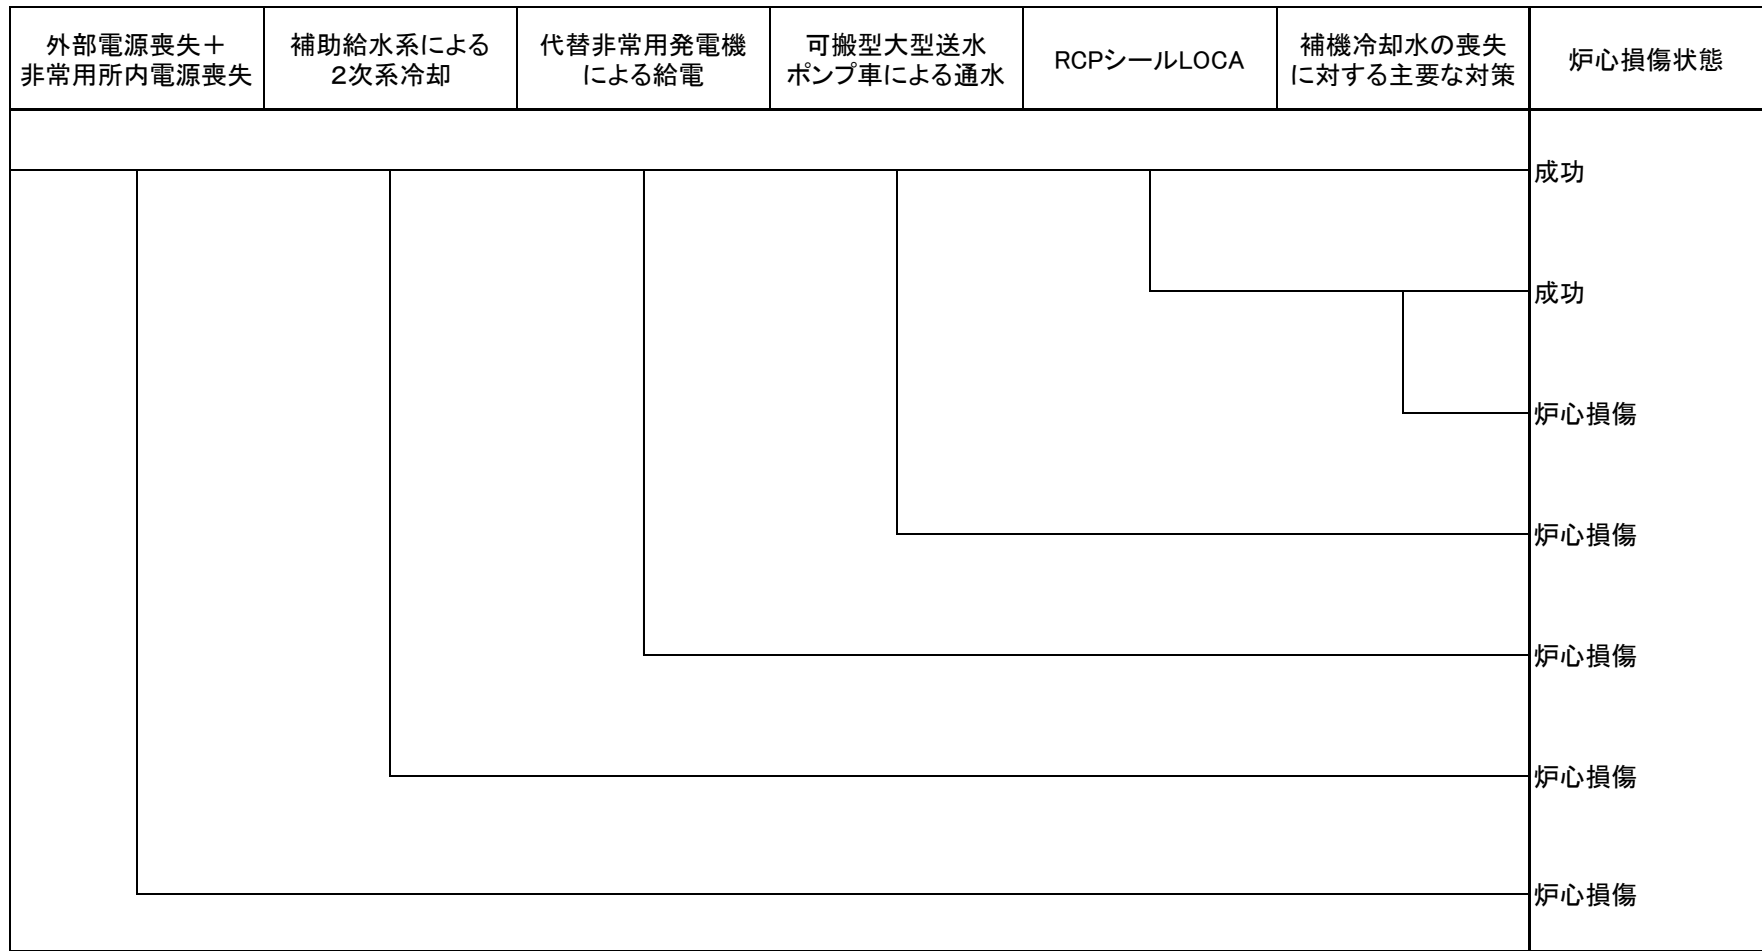 外部電源喪失＋
非常用所内電源喪失
補助給水系による
２次系冷却
代替非常用発電機
による給電
可搬型大型送水
ポンプ車による通水
RCPシールLOCA
補機冷却水の喪失
に対する主要な対策
炉心損傷状態
成功
成功
炉心損傷
炉心損傷
炉心損傷
炉心損傷
炉心損傷